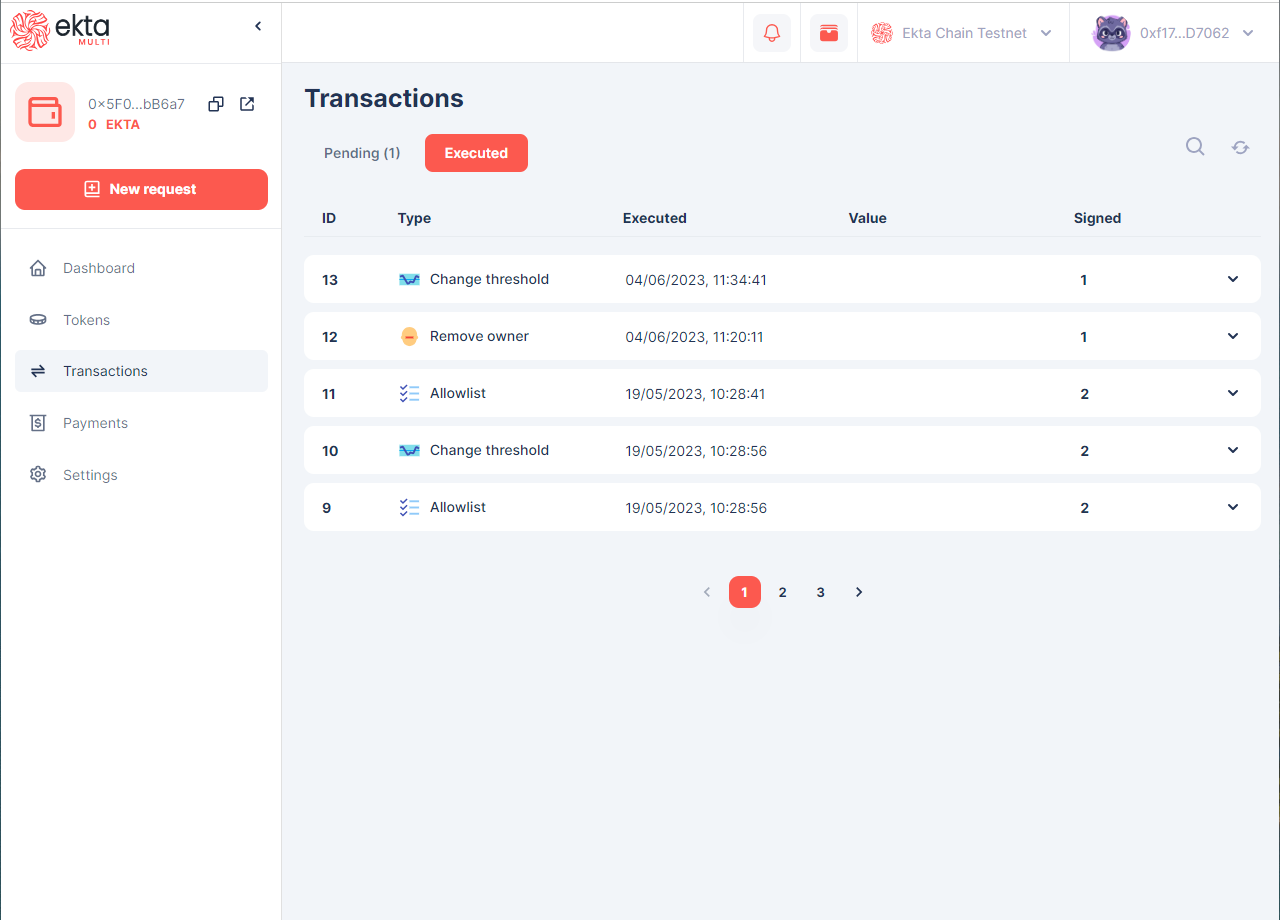 ekta
MULTI
Ekta Chain Testnet
0xf17...D7062
0x5F0...bB6a7
0 EKTA
New request
Dashboard
Tokens
Transactions
Payments
Settings
Transactions
Pending (1) Executed
ID Type Executed Value Signed
13 Change threshold 04/06/2023, 11:34:41 1
12 Remove owner 04/06/2023, 11:20:11 1
11 Allowlist 19/05/2023, 10:28:41 2
10 Change threshold 19/05/2023, 10:28:56 2
9 Allowlist 19/05/2023, 10:28:56 2
1 2 3